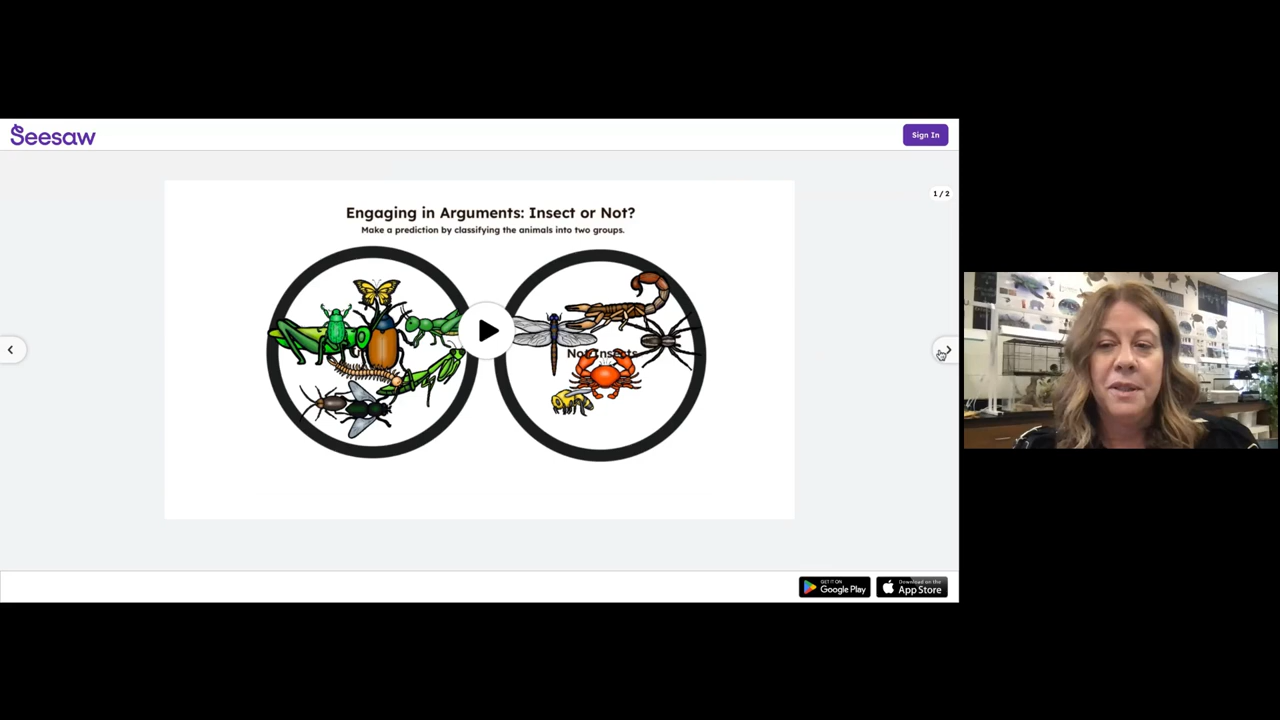 Seesaw
Sign In
1 / 2
Engaging in Arguments: Insect or Not?
Make a prediction by classifying the animals into two groups.
Not Insects
GET IT ON
Google Play
Download on the
App Store